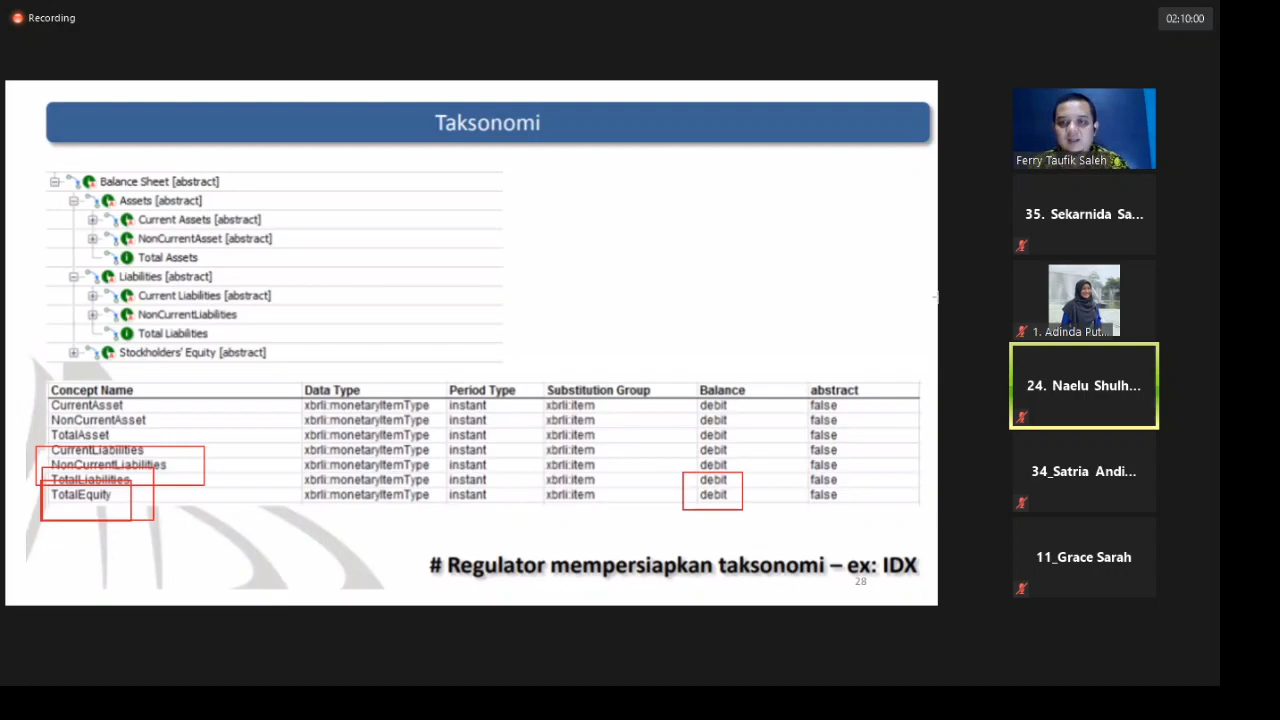 Recording
02:10:00
Taksonomi
Balance Sheet [abstract]
Assets [abstract]
Current Assets [abstract]
NonCurrentAsset [abstract]
Total Assets
Liabilities [abstract]
Current Liabilities [abstract]
NonCurrentLiabilities
Total Liabilities
Stockholders' Equity [abstract]
Concept Name Data Type Period Type Substitution Group Balance abstract
CurrentAsset xbrli:monetaryItemType instant xbrli:item debit false
NonCurrentAsset xbrli:monetaryItemType instant xbrli:item debit false
TotalAsset xbrli:monetaryItemType instant xbrli:item debit false
CurrentLiabilities xbrli:monetaryItemType instant xbrli:item debit false
NonCurrentLiabilities xbrli:monetaryItemType instant xbrli:item debit false
TotalLiabilities xbrli:monetaryItemType instant xbrli:item debit false
TotalEquity xbrli:monetaryItemType instant xbrli:item debit false
# Regulator mempersiapkan taksonomi – ex: IDX
28
Ferry Taufik Saleh
35. Sekarnida Sa...
1. Adinda Put...
24. Naelu Shulh...
34_Satria Andi...
11_Grace Sarah